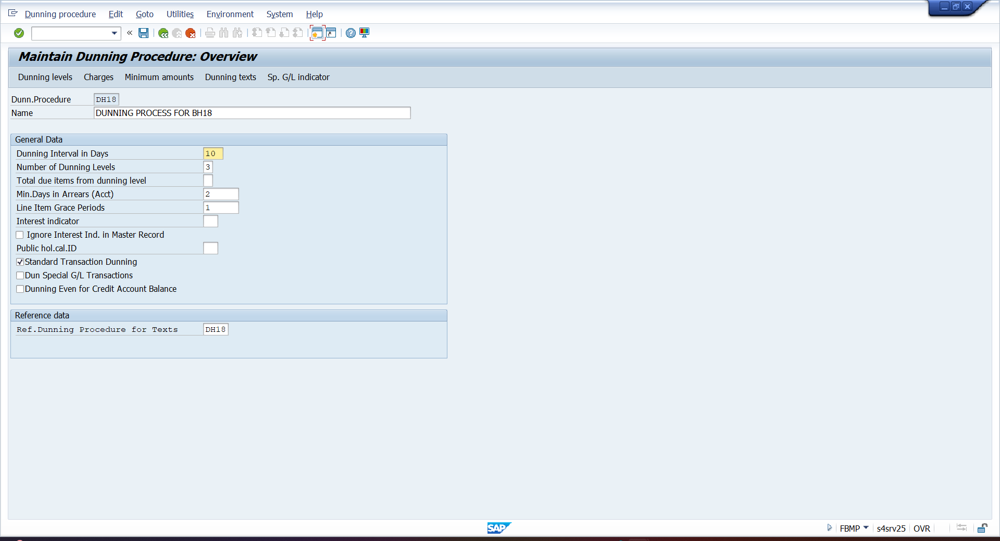 Dunning procedure Edit Goto Utilities Environment System Help
Maintain Dunning Procedure: Overview
Dunning levels Charges Minimum amounts Dunning texts Sp. G/L indicator
Dunn.Procedure DH18
Name DUNNING PROCESS FOR BH18
General Data
Dunning Interval in Days 10
Number of Dunning Levels 3
Total due items from dunning level
Min.Days in Arrears (Acct) 2
Line Item Grace Periods 1
Interest indicator
Ignore Interest Ind. in Master Record
Public hol.cal.ID
Standard Transaction Dunning
Dun Special G/L Transactions
Dunning Even for Credit Account Balance
Reference data
Ref.Dunning Procedure for Texts DH18
SAP FBMP s4srv25 OVR